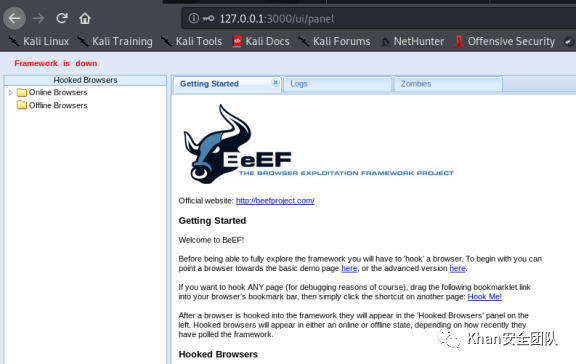 127.0.0.1:3000/ui/panel
Kali Linux Kali Training Kali Tools Kali Docs Kali Forums NetHunter Offensive Security
Framework is down
Hooked Browsers
Online Browsers
Offline Browsers
Getting Started Logs Zombies
BeEF
THE BROWSER EXPLOITATION FRAMEWORK PROJECT
Official website: http://beefproject.com/
Getting Started
Welcome to BeEF!
Before being able to fully explore the framework you will have to 'hook' a browser. To begin with you can
point a browser towards the basic demo page here, or the advanced version here.
If you want to hook ANY page (for debugging reasons of course), drag the following bookmarklet link
into your browser's bookmark bar, then simply click the shortcut on another page: Hook Me!
After a browser is hooked into the framework they will appear in the 'Hooked Browsers' panel on the
left. Hooked browsers will appear in either an online or offline state, depending on how recently they
have polled the framework.
Hooked Browsers
Khan安全团队